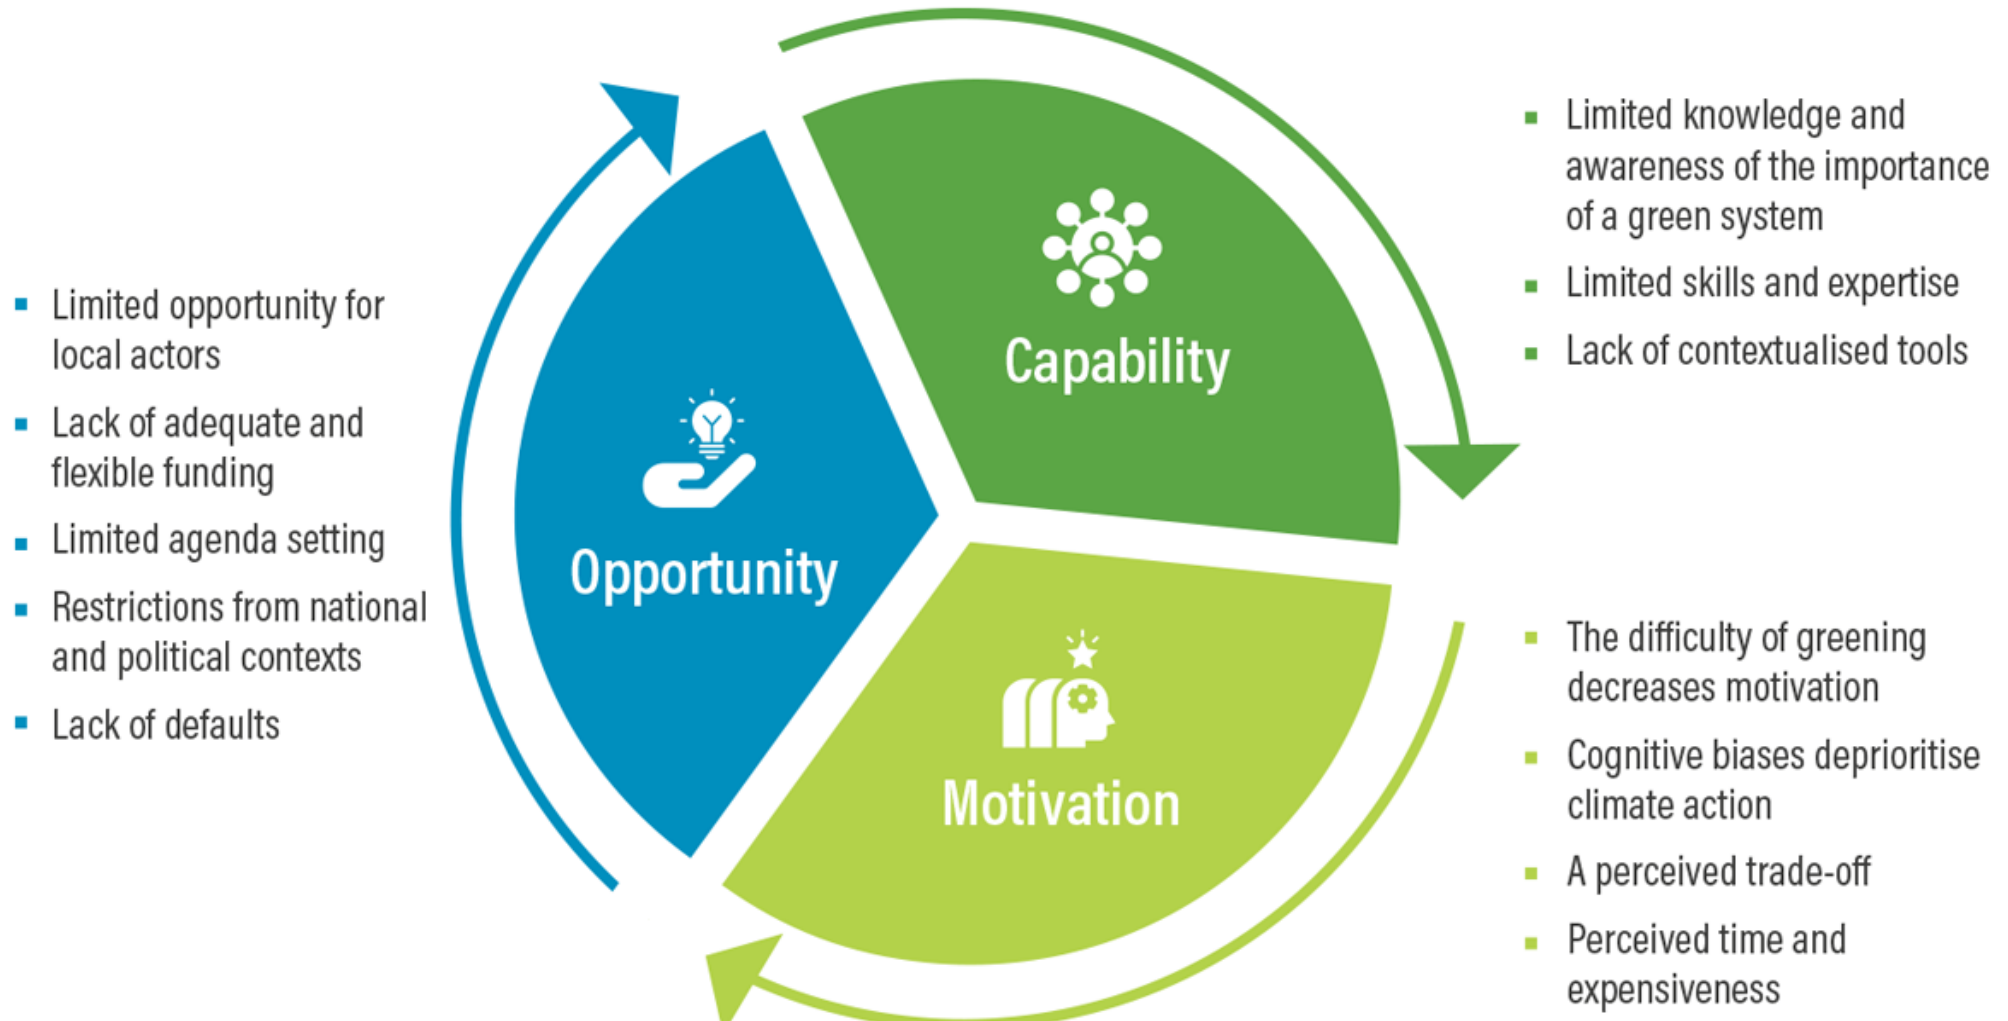 Limited opportunity for
local actors
Lack of adequate and
flexible funding
Limited agenda setting
Restrictions from national
and political contexts
Lack of defaults
Opportunity
Capability
Motivation
Limited knowledge and
awareness of the importance
of a green system
Limited skills and expertise
Lack of contextualised tools
The difficulty of greening
decreases motivation
Cognitive biases deprioritise
climate action
A perceived trade-off
Perceived time and
expensiveness